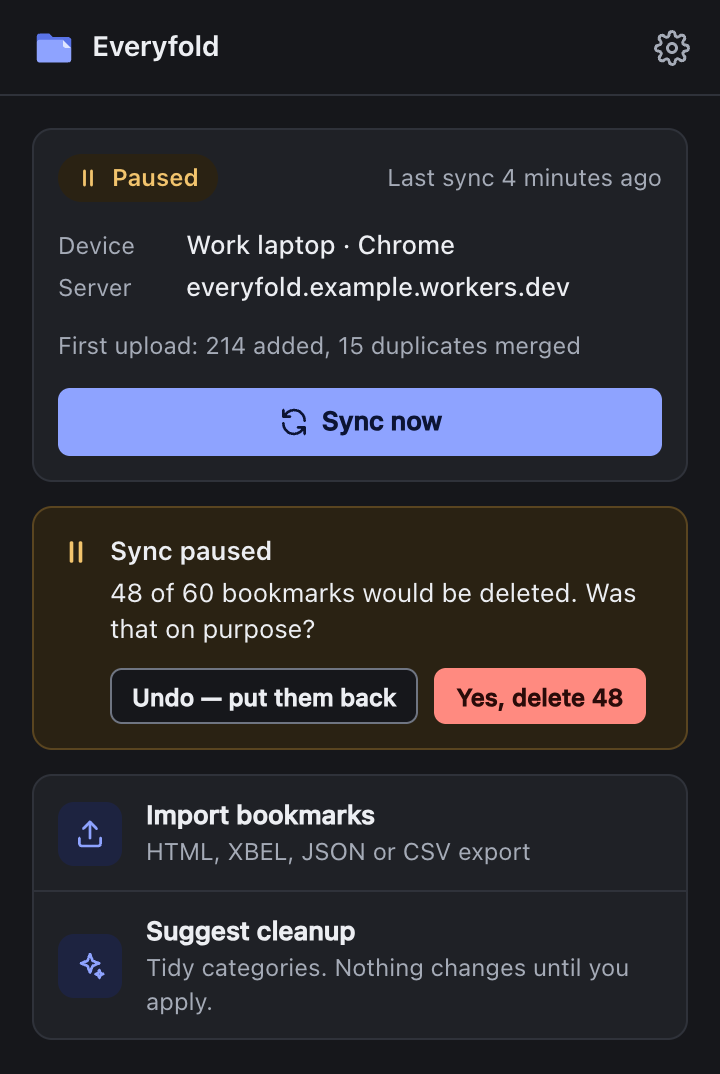 Everyfold
Paused
Last sync 4 minutes ago
Device
Work laptop · Chrome
Server
everyfold.example.workers.dev
First upload: 214 added, 15 duplicates merged
Sync now
Sync paused
48 of 60 bookmarks would be deleted. Was
that on purpose?
Undo — put them back
Yes, delete 48
Import bookmarks
HTML, XBEL, JSON or CSV export
Suggest cleanup
Tidy categories. Nothing changes until you
apply.